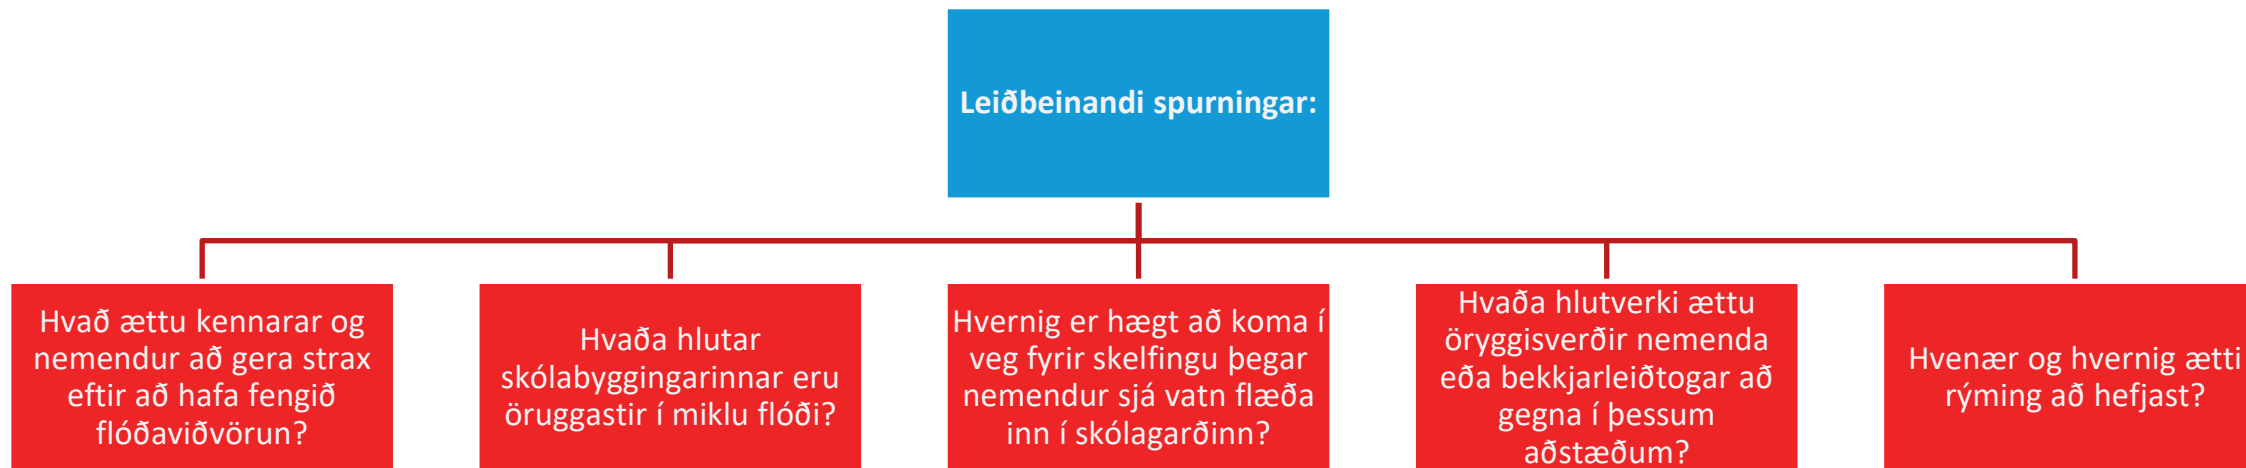 Leiðbeinandi spurningar:
Hvað ættu kennarar og
nemendur að gera strax
eftir að hafa fengið
flóðaviðvörun?
Hvaða hlutar
skólabyggingarinnar eru
öruggastir í miklu flóði?
Hvernig er hægt að koma í
veg fyrir skelfingu þegar
nemendur sjá vatn flæða
inn í skólagarðinn?
Hvaða hlutverki ættu
öryggisverðir nemenda
eða bekkjarleiðtogar að
gegna í þessum
aðstæðum?
Hvenær og hvernig ætti
rýming að hefjast?